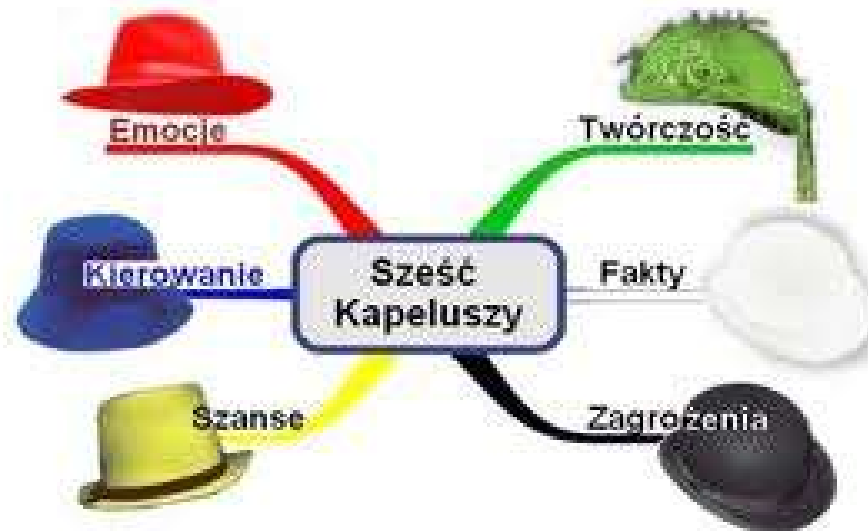 Emocje
Twórczość
Kierowanie
Sześć
Kapeluszy
Fakty
Szanse
Zagrożenia